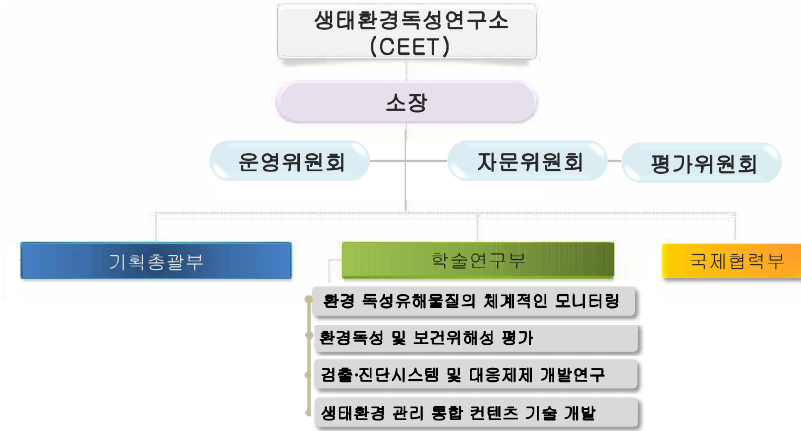 생태환경독성연구소
(CEET)
소장
운영위원회
자문위원회
평가위원회
기획총괄부
학술연구부
국제협력부
환경 독성유해물질의 체계적인 모니터링
환경독성 및 보건위해성 평가
검출·진단시스템 및 대응제제 개발연구
생태환경 관리 통합 컨텐츠 기술 개발